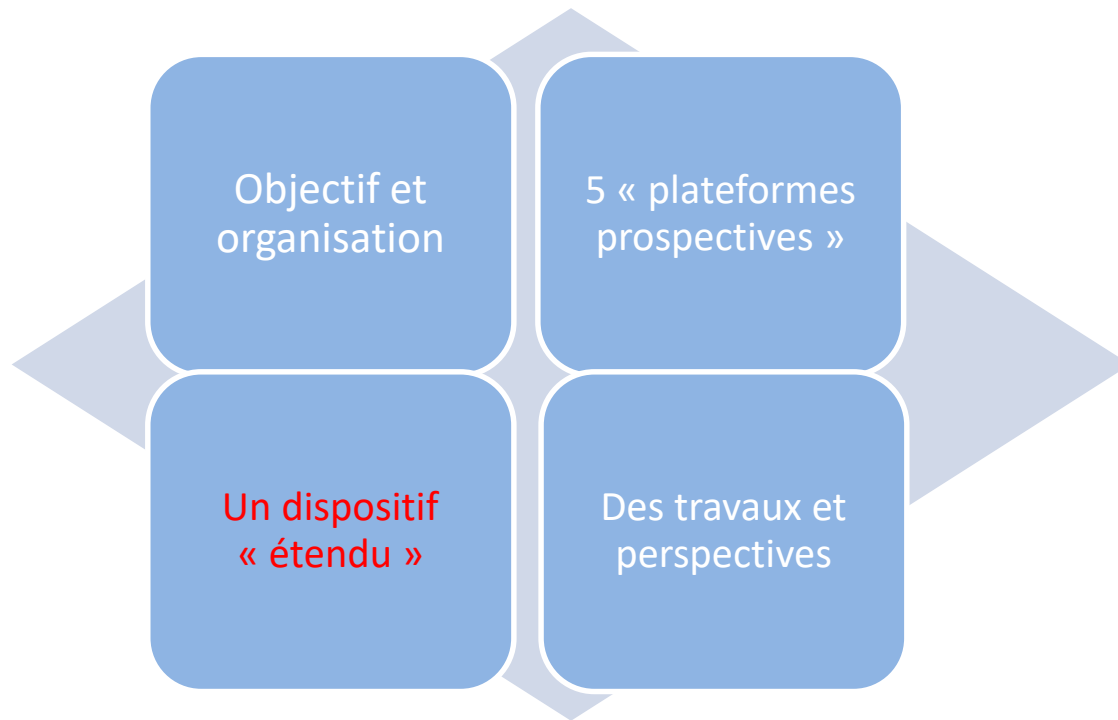 Objectif et
organisation
5 « plateformes
prospectives »
Un dispositif
« étendu »
Des travaux et
perspectives